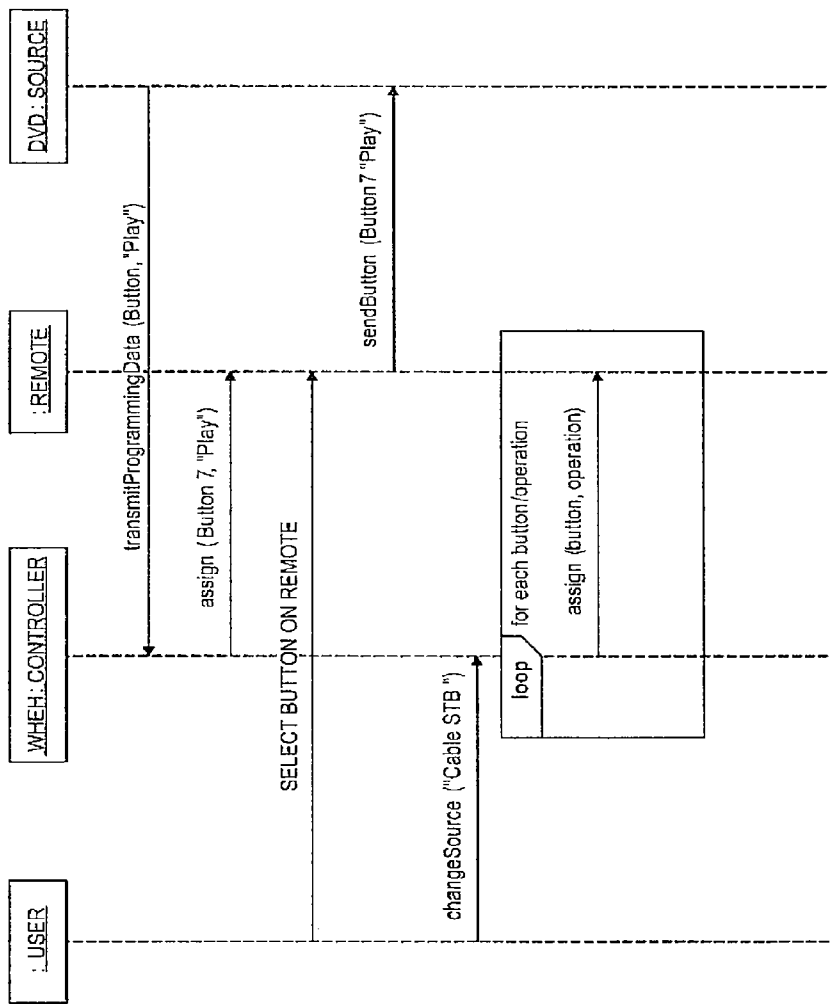 : USER
WHEH : CONTROLLER
: REMOTE
DVD : SOURCE
transmitProgrammingData (Button, "Play")
assign ( Button 7, "Play")
SELECT BUTTON ON REMOTE
sendButton (Button 7 "Play")
changeSource ("Cable STB ")
loop
for each button/operation
assign (button, operation)